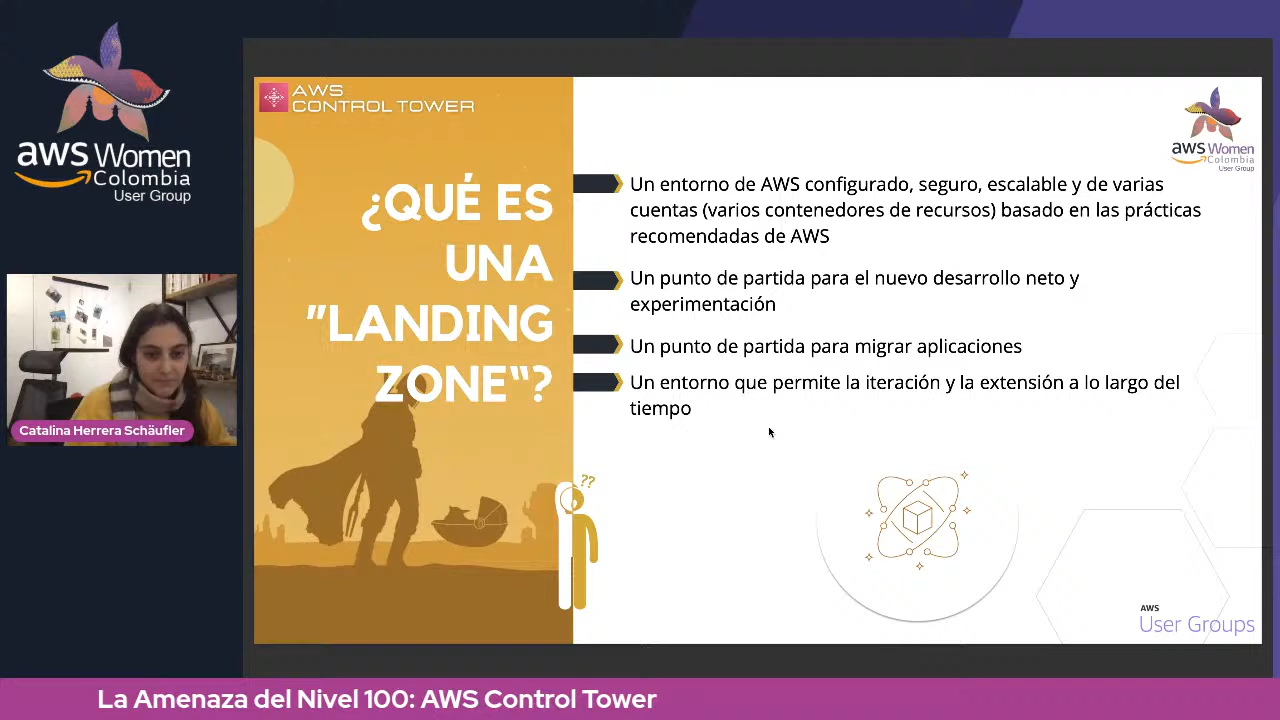 aws Women
Colombia
User Group
Catalina Herrera Schäufler
AWS
CONTROL TOWER
¿QUÉ ES
UNA
"LANDING
ZONE“?
??
aws Women
Colombia
User Group
Un entorno de AWS configurado, seguro, escalable y de varias
cuentas (varios contenedores de recursos) basado en las prácticas
recomendadas de AWS
Un punto de partida para el nuevo desarrollo neto y
experimentación
Un punto de partida para migrar aplicaciones
Un entorno que permite la iteración y la extensión a lo largo del
tiempo
AWS
User Groups
La Amenaza del Nivel 100: AWS Control Tower